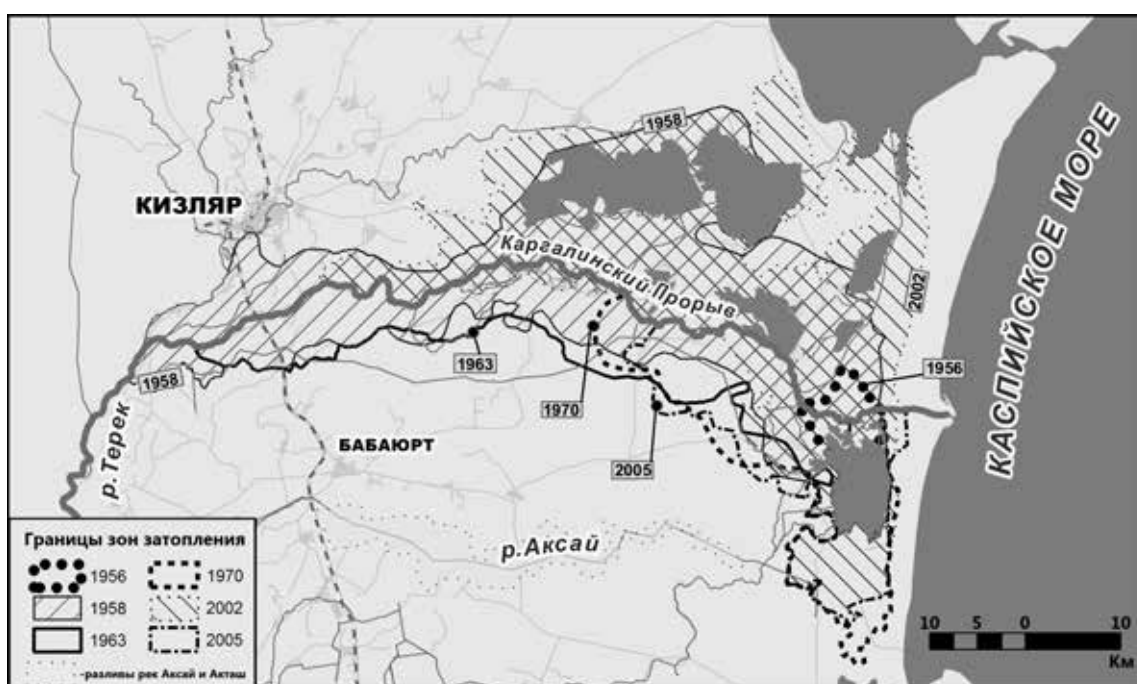 1958
КИЗЛЯР
Каргалинский Прорыв
2002
КАСПИЙСКОЕ МОРЕ
1963
1958
1956
1970
р. Терек
БАБАЮРТ
2005
р.Аксай
Границы зон затопления
1956
1970
1958
2002
1963
2005
-разливы рек Аксай и Акташ
10 5 0 10
Км